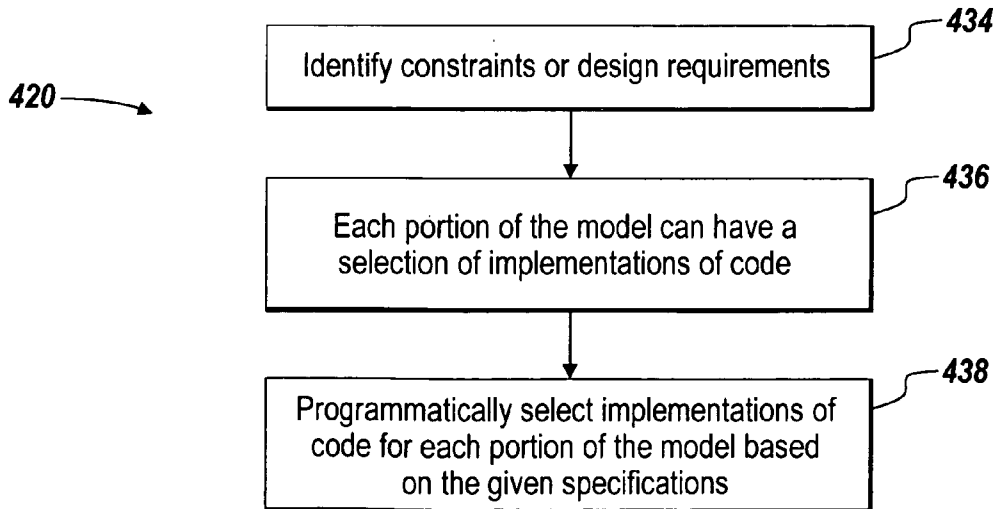 434
Identify constraints or design requirements
420
436
Each portion of the model can have a
selection of implementations of code
438
Programmatically select implementations of
code for each portion of the model based
on the given specifications